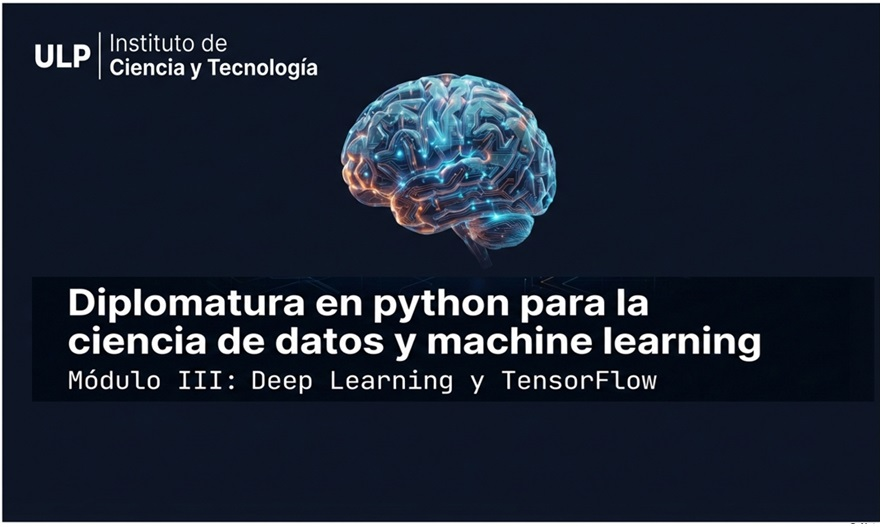 ULP
Instituto de
Ciencia y Tecnología
Diplomatura en python para la
ciencia de datos y machine learning
Módulo III: Deep Learning y TensorFlow